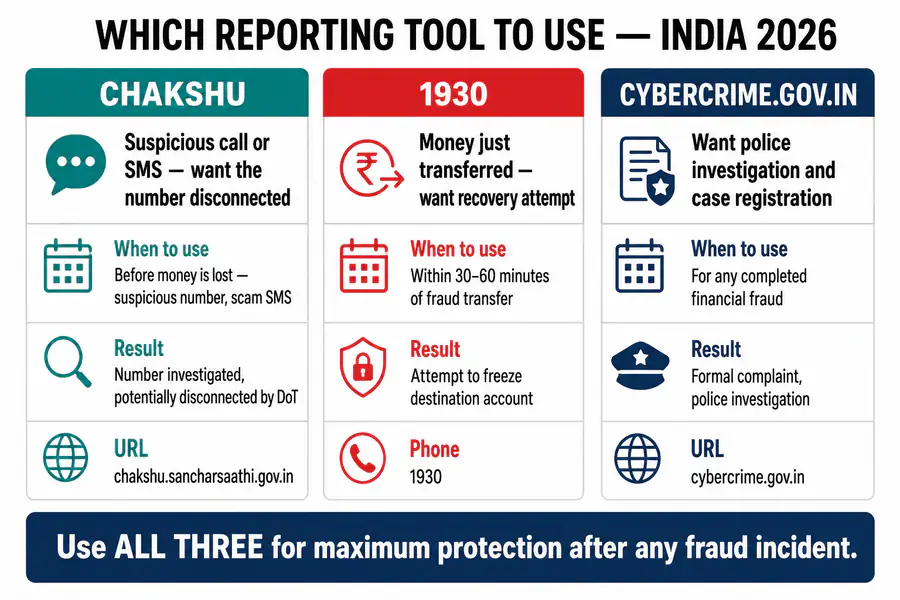 WHICH REPORTING TOOL TO USE — INDIA 2026
CHAKSHU
Suspicious call or
SMS — want the
number disconnected
When to use
Before money is lost —
suspicious number, scam SMS
Result
Number investigated,
potentially disconnected by DoT
URL
chakshu.sancharsaathi.gov.in
1930
₹
Money just
transferred —
want recovery attempt
When to use
Within 30–60 minutes
of fraud transfer
Result
Attempt to freeze
destination account
Phone
1930
CYBERCRIME.GOV.IN
Want police
investigation and
case registration
When to use
For any completed
financial fraud
Result
Formal complaint,
police investigation
URL
cybercrime.gov.in
Use ALL THREE for maximum protection after any fraud incident.